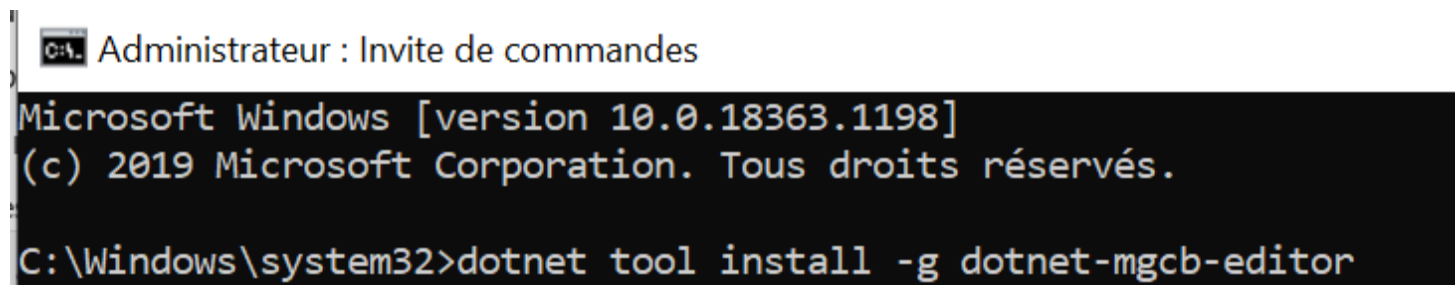 Administrateur : Invite de commandes
Microsoft Windows [version 10.0.18363.1198]
(c) 2019 Microsoft Corporation. Tous droits réservés.
C:\Windows\system32>dotnet tool install -g dotnet-mgcb-editor